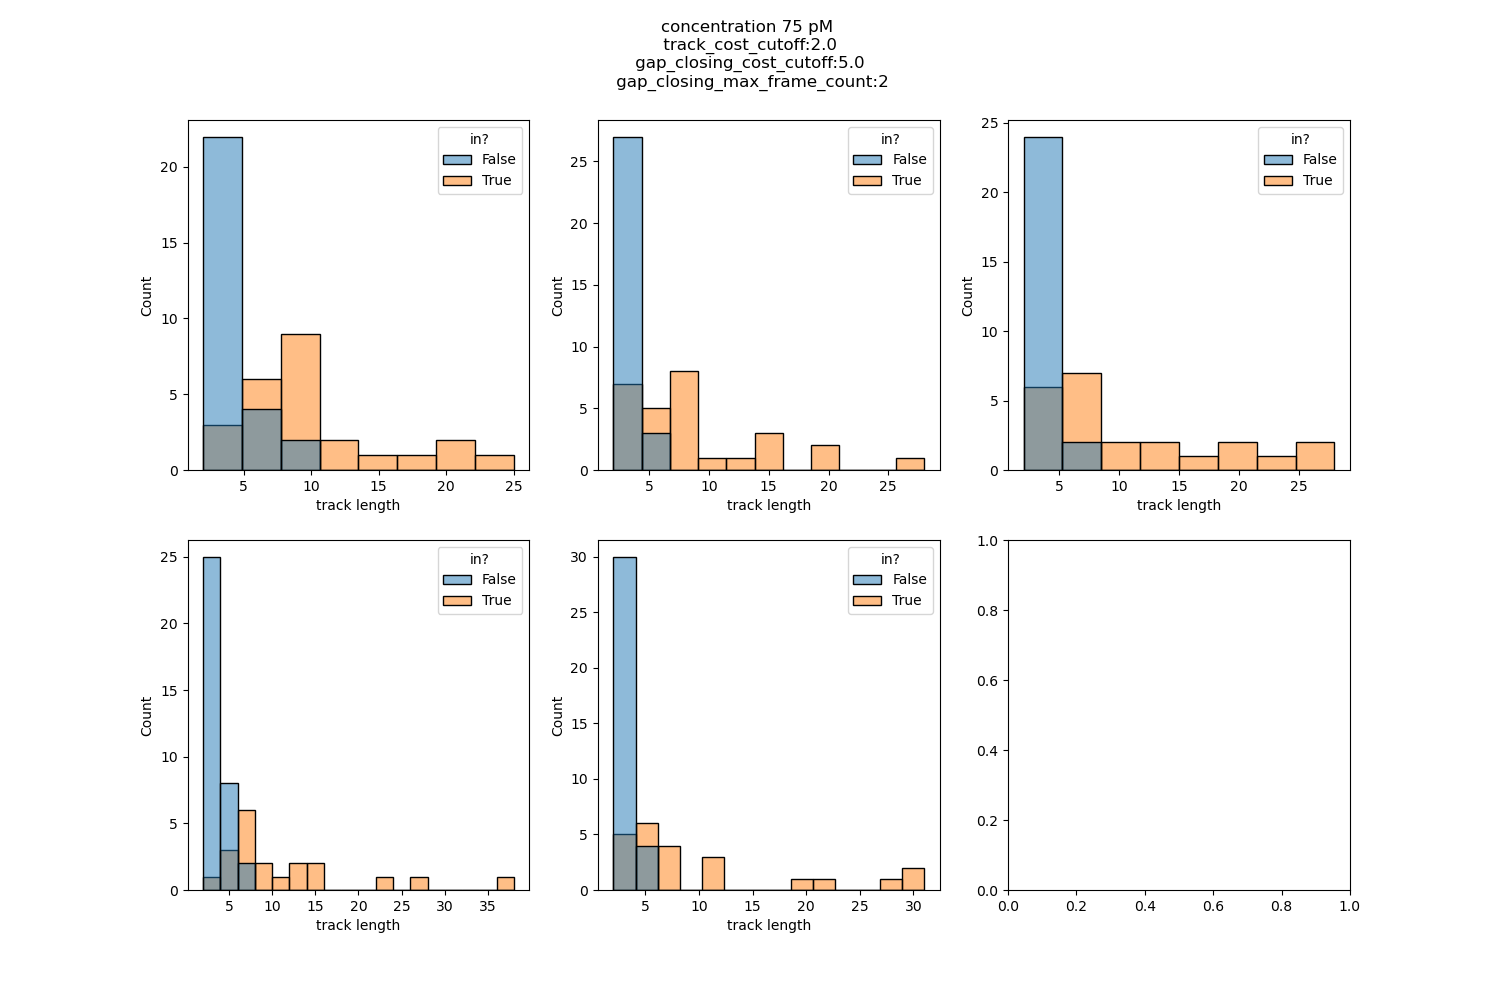 concentration 75 pM
track_cost_cutoff:2.0
gap_closing_cost_cutoff:5.0
gap_closing_max_frame_count:2
in?
False
True
Count
20
15
10
5
0
5 10 15 20 25
track length
in?
False
True
Count
25
20
15
10
5
0
5 10 15 20 25
track length
in?
False
True
Count
25
20
15
10
5
0
5 10 15 20 25
track length
in?
False
True
Count
25
20
15
10
5
0
5 10 15 20 25 30 35
track length
in?
False
True
Count
30
25
20
15
10
5
0
5 10 15 20 25 30
track length
1.0
0.8
0.6
0.4
0.2
0.0
0.0 0.2 0.4 0.6 0.8 1.0